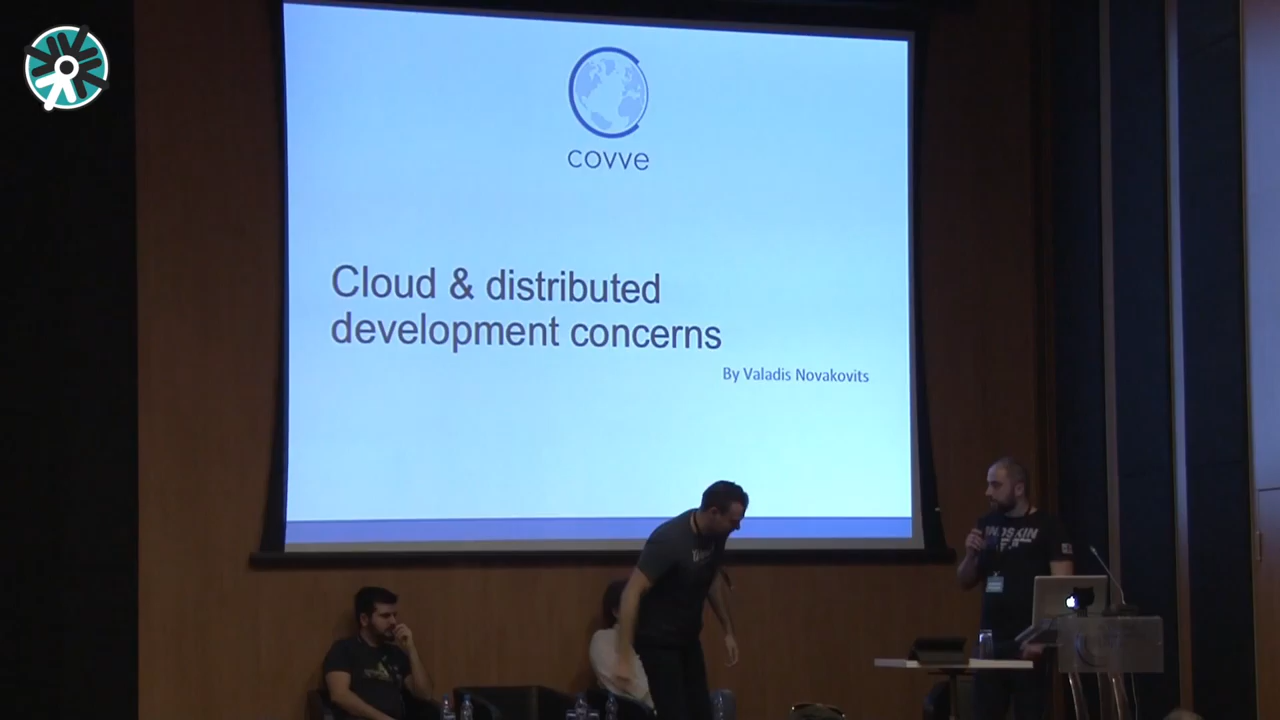 covve
Cloud & distributed
development concerns
By Valadis Novakovits